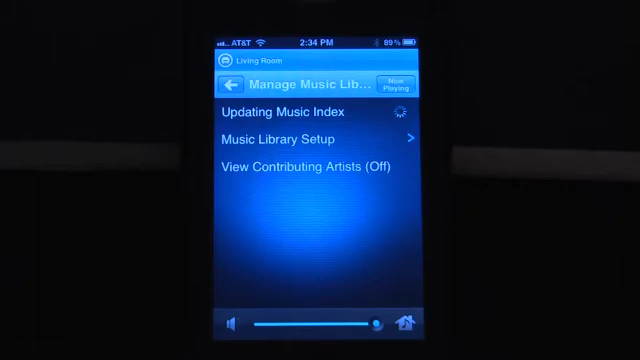 AT&T
2:34 PM
89%
Living Room
Manage Music Lib...
Now
Playing
Updating Music Index
Music Library Setup
View Contributing Artists (Off)